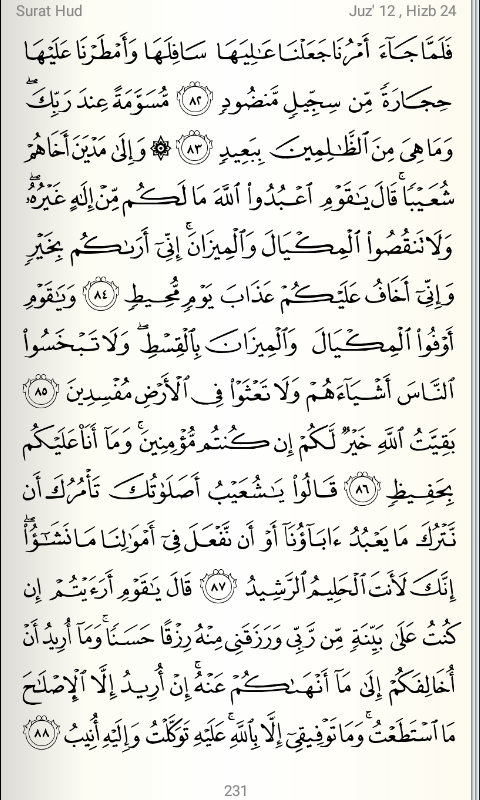 Surat Hud Juz' 12 , Hizb 24
فَلَمَّا جَآءَ أَمْرُنَا جَعَلْنَا عَٰلِيَهَا سَافِلَهَا وَأَمْطَرْنَا عَلَيْهَا
حِجَارَةً مِّن سِجِّيلٍ مَّنضُودٍ ٨٢ مُّسَوَّمَةً عِندَ رَبِّكَۖ
وَمَا هِىَ مِنَ ٱلظَّٰلِمِينَ بِبَعِيدٍ ٨٣ ۞ وَإِلَىٰ مَدْيَنَ أَخَاهُمْ
شُعَيْبًاۚ قَالَ يَٰقَوْمِ ٱعْبُدُوا۟ ٱللَّهَ مَا لَكُم مِّنْ إِلَٰهٍ غَيْرُهُۥۖ
وَلَا تَنقُصُوا۟ ٱلْمِكْيَالَ وَٱلْمِيزَانَۚ إِنِّىٓ أَرَىٰكُم بِخَيْرٍ
وَإِنِّىٓ أَخَافُ عَلَيْكُمْ عَذَابَ يَوْمٍ مُّحِيطٍ ٨٤ وَيَٰقَوْمِ
أَوْفُوا۟ ٱلْمِكْيَالَ وَٱلْمِيزَانَ بِٱلْقِسْطِۖ وَلَا تَبْخَسُوا۟
ٱلنَّاسَ أَشْيَآءَهُمْ وَلَا تَعْثَوْا۟ فِى ٱلْأَرْضِ مُفْسِدِينَ ٨٥
بَقِيَّتُ ٱللَّهِ خَيْرٌ لَّكُمْ إِن كُنتُم مُّؤْمِنِينَۚ وَمَآ أَنَا۠ عَلَيْكُم
بِحَفِيظٍ ٨٦ قَالُوا۟ يَٰشُعَيْبُ أَصَلَوٰتُكَ تَأْمُرُكَ أَن
نَّتْرُكَ مَا يَعْبُدُ ءَابَآؤُنَآ أَوْ أَن نَّفْعَلَ فِىٓ أَمْوَٰلِنَا مَا نَشَٰٓؤُا۟ۖ
إِنَّكَ لَأَنتَ ٱلْحَلِيمُ ٱلرَّشِيدُ ٨٧ قَالَ يَٰقَوْمِ أَرَءَيْتُمْ إِن
كُنتُ عَلَىٰ بَيِّنَةٍ مِّن رَّبِّى وَرَزَقَنِى مِنْهُ رِزْقًا حَسَنًاۚ وَمَآ أُرِيدُ أَنْ
أُخَالِفَكُمْ إِلَىٰ مَآ أَنْهَىٰكُمْ عَنْهُۚ إِنْ أُرِيدُ إِلَّا ٱلْإِصْلَٰحَ
مَا ٱسْتَطَعْتُۚ وَمَا تَوْفِيقِىٓ إِلَّا بِٱللَّهِۚ عَلَيْهِ تَوَكَّلْتُ وَإِلَيْهِ أُنِيبُ ٨٨
231